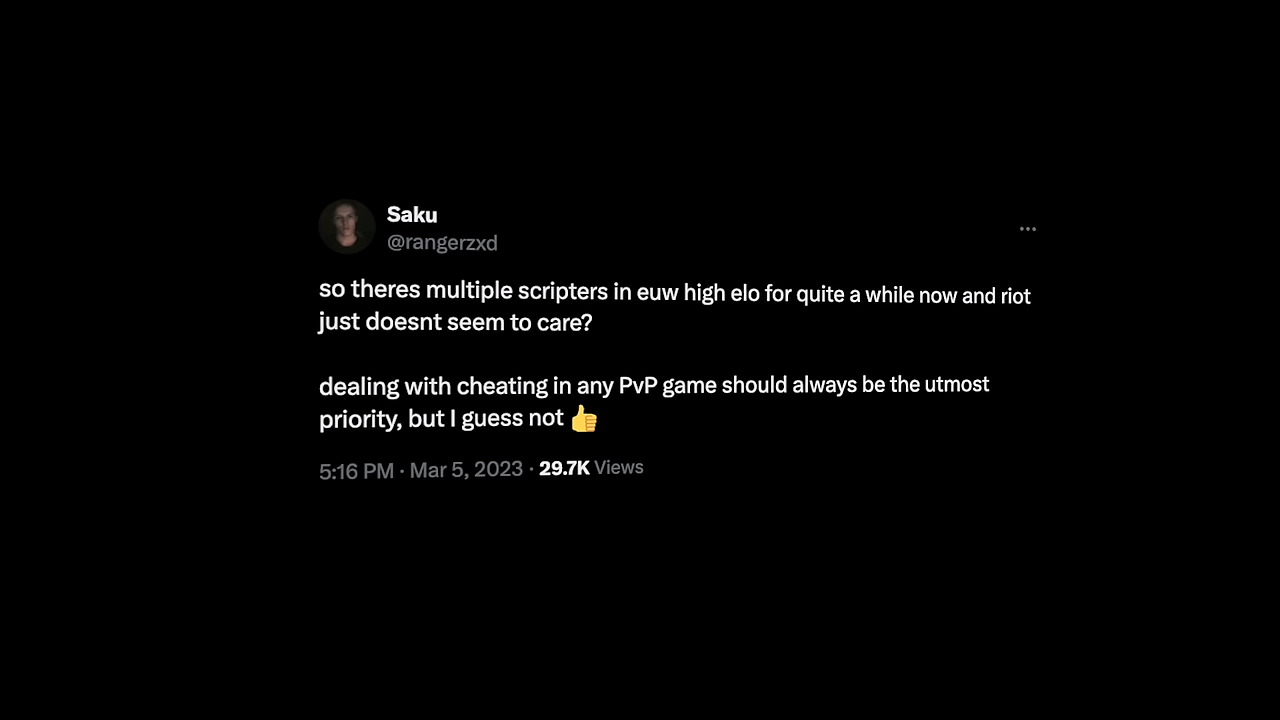 Saku
@rangerzxd
so theres multiple scripters in euw high elo for quite a while now and riot
just doesnt seem to care?
dealing with cheating in any PvP game should always be the utmost
priority, but I guess not 👍
5:16 PM · Mar 5, 2023 · 29.7K Views